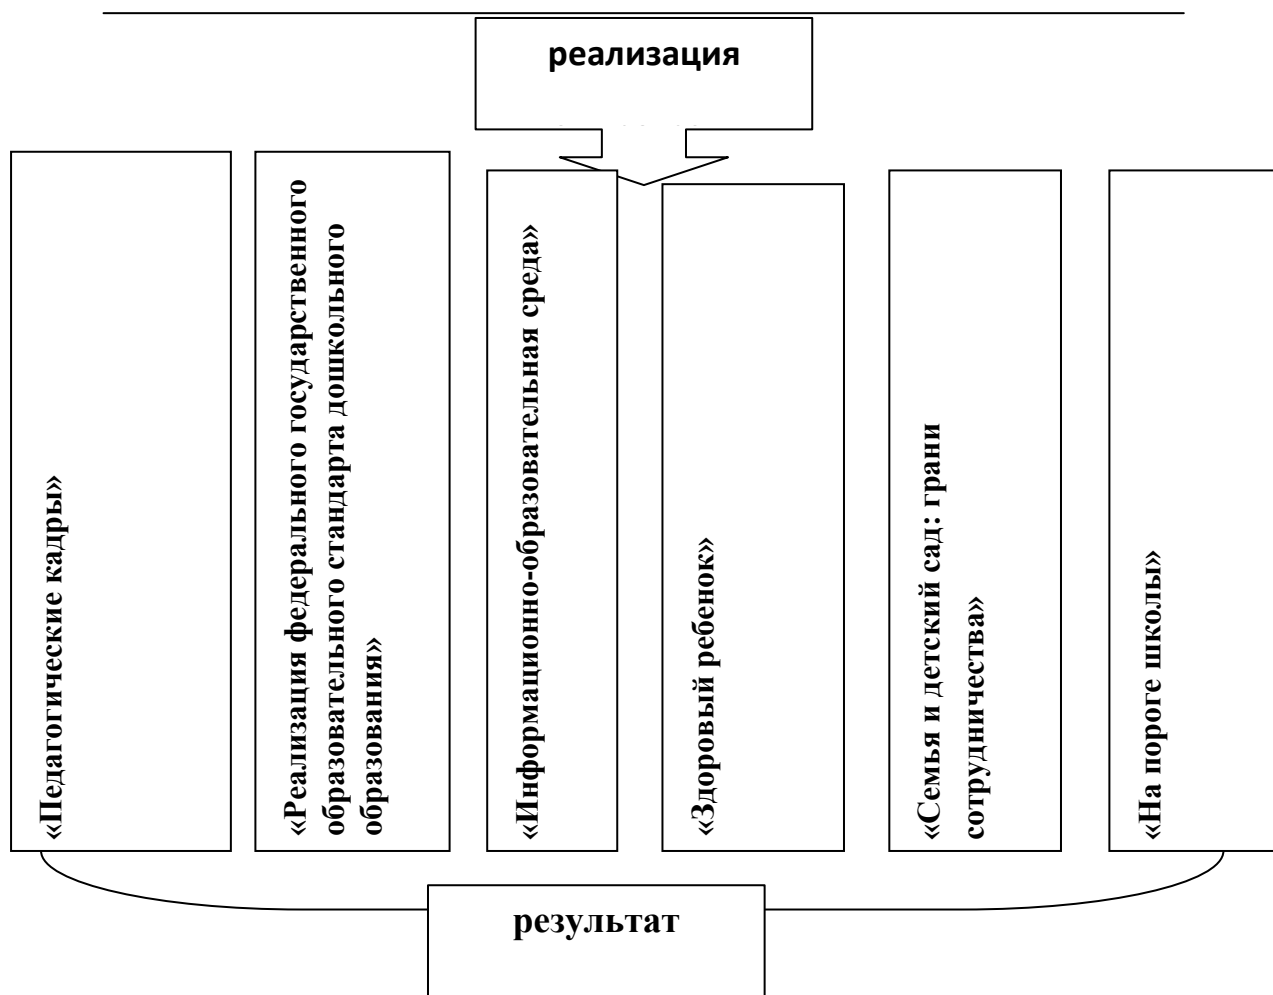 реализация
«Педагогические кадры»
«Реализация федерального государственного
образовательного стандарта дошкольного
образования»
«Информационно-образовательная среда»
«Здоровый ребенок»
«Семья и детский сад: грани
сотрудничества»
«На пороге школы»
результат